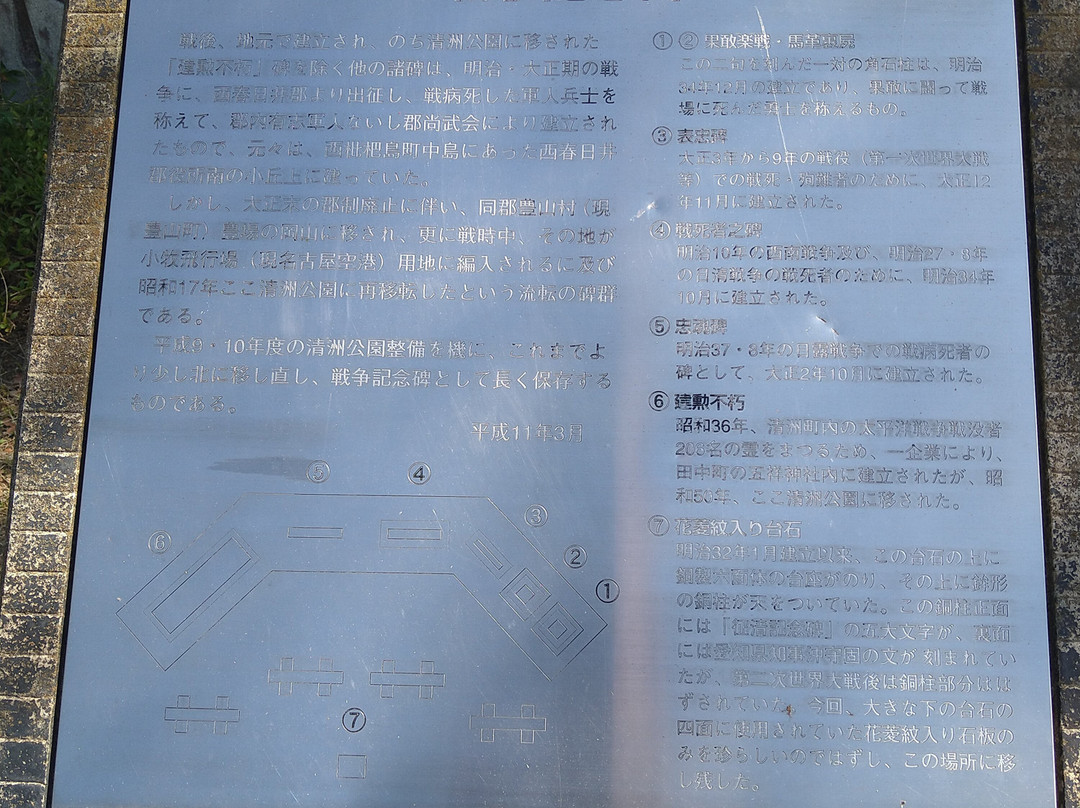 戦後、地元で建立され、のち清洲公園に移された
「建勲不朽」碑を除く他の諸碑は、明治・大正期の戦
争に、西春日井郡より出征し、戦病死した軍人兵士を
称えて、郡内有志軍人ないし郡尚武会により建立され
たもので、元々は、西枇杷島町中島にあった西春日井
郡役所南の小丘上に建っていた。
しかし、大正末の郡制廃止に伴い、同郡豊山村(現
豊山町)豊場の岡山に移され、更に戦時中、その地が
小牧飛行場(現名古屋空港)用地に編入されるに及び
昭和17年ここ清洲公園に再移転したという流転の碑群
である。
平成9・10年度の清洲公園整備を機に、これまでよ
り少し北に移し直し、戦争記念碑として長く保存する
ものである。
平成11年3月
⑤ ④
③
⑥
②
①
⑦
① ② 果敢楽戦・馬革裹屍
この二句を刻んだ一対の角石柱は、明治
34年12月の建立であり、果敢に闘って戦
場に死んだ勇士を称えるもの。
③ 表忠碑
大正3年から9年の戦役(第一次世界大戦
等)での戦死・殉難者のために、大正12
年11月に建立された。
④ 戦死者之碑
明治10年の西南戦争及び、明治27・8年
の日清戦争の戦死者のために、明治34年
10月に建立された。
⑤ 忠魂碑
明治37・8年の日露戦争での戦病死者の
碑として、大正2年10月に建立された。
⑥ 建勲不朽
昭和36年、清洲町内の太平洋戦争戦没者
203名の霊をまつるため、一企業により、
田中町の五祥神社内に建立されたが、昭
和50年、ここ清洲公園に移された。
⑦ 花菱紋入り台石
明治32年1月建立以来、この台石の上に
銅製六面体の台座がのり、その上に錐形
の銅柱が天をついていた。この銅柱正面
には「征清記念碑」の五大文字が、裏面
には愛知県知事沖守固の文が刻まれてい
たが、第二次世界大戦後は銅柱部分はは
ずされていた。今回、大きな下の台石の
四面に使用されていた花菱紋入り石板の
みを珍らしいのではずし、この場所に移
し残した。